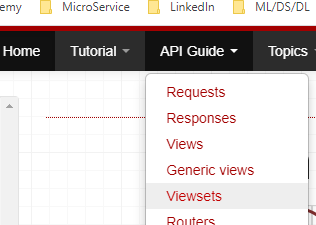 emy MicroService LinkedIn ML/DS/DL
Home Tutorial API Guide Topics
Requests
Responses
Views
Generic views
Viewsets
Routers